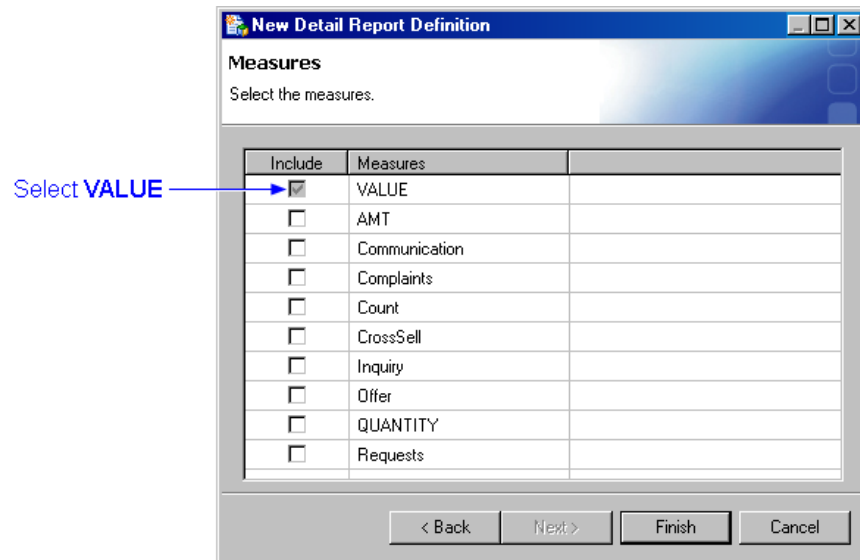 New Detail Report Definition
Measures
Select the measures.
Include Measures
Select VALUE
VALUE
AMT
Communication
Complaints
Count
CrossSell
Inquiry
Offer
QUANTITY
Requests
< Back Next > Finish Cancel